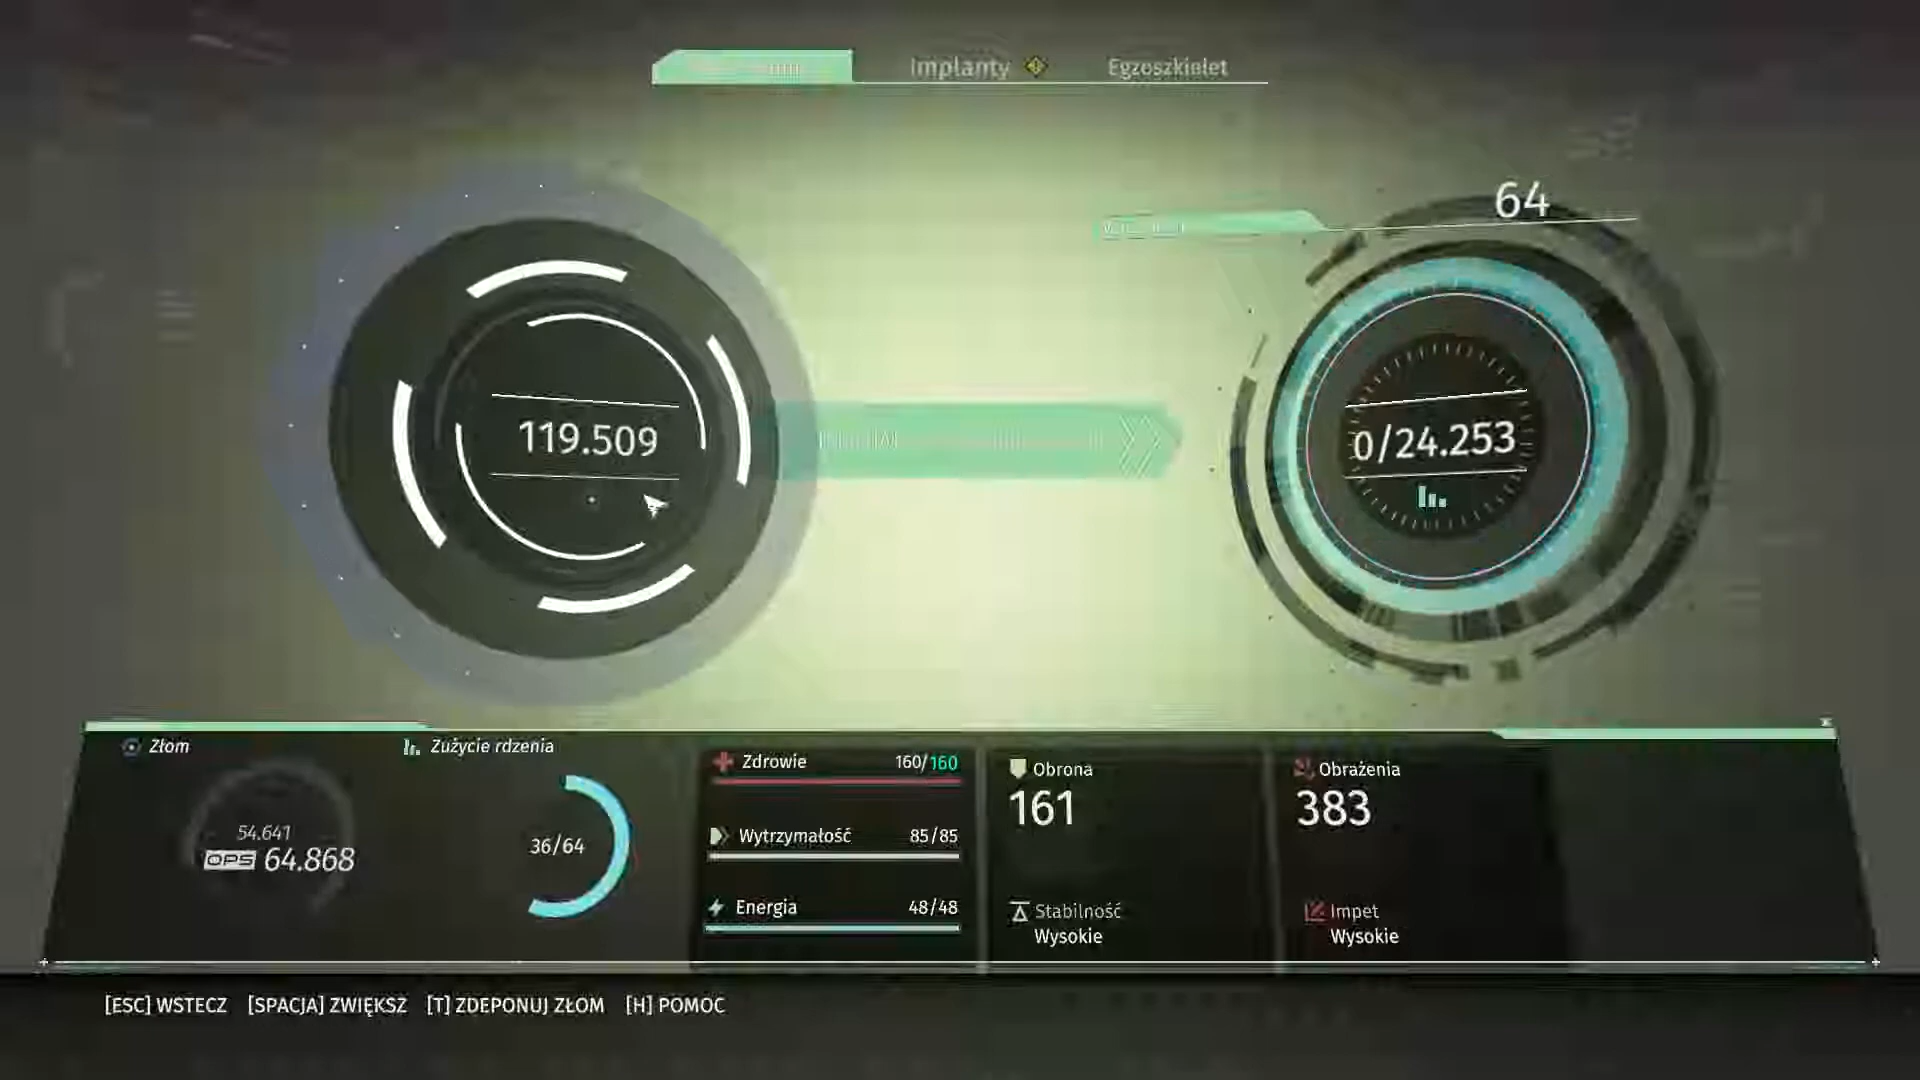 Implanty
Egzoszkielet
64
119.509
0/24.253
Złom
Zużycie rdzenia
54.641
OPS 64.868
36/64
Zdrowie
160/160
Wytrzymałość
85/85
Energia
48/48
Obrona
161
Stabilność
Wysokie
Obrażenia
383
Impet
Wysokie
[ESC] WSTECZ [SPACJA] ZWIĘKSZ [T] ZDEPONUJ ZŁOM [H] POMOC